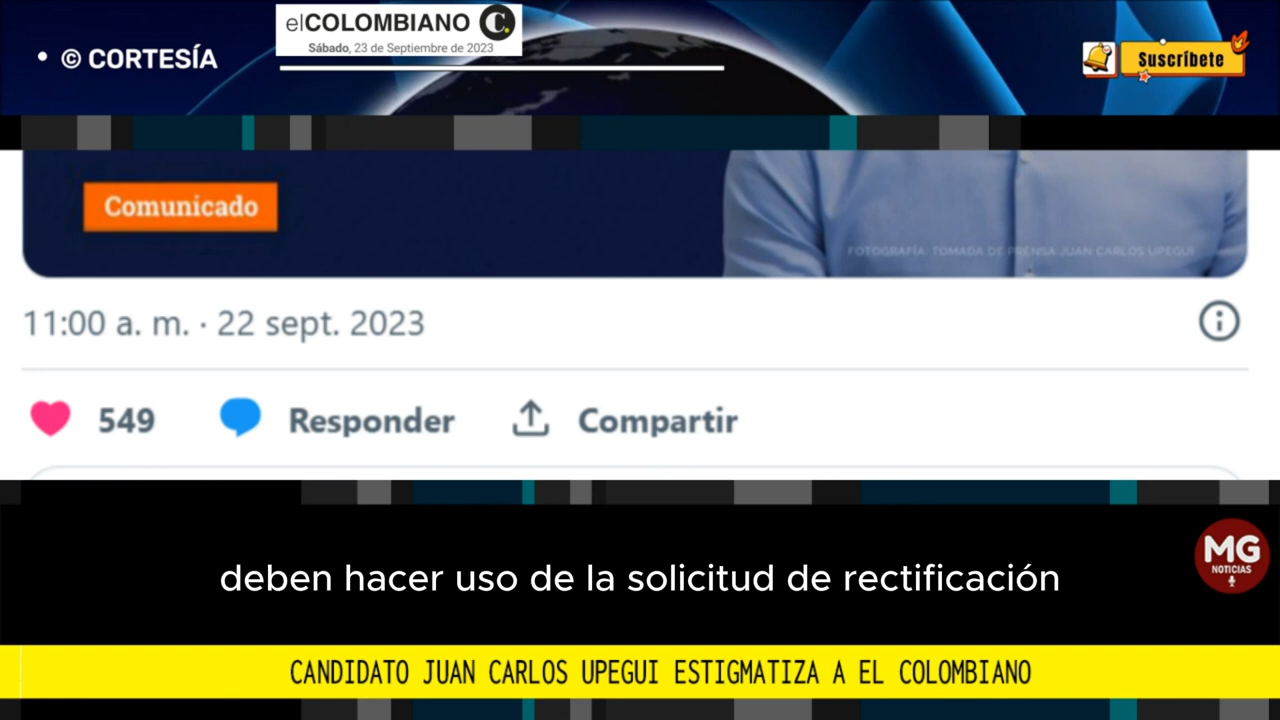 • © CORTESÍA
elCOLOMBIANO C.
Sábado, 23 de Septiembre de 2023
Suscríbete
Comunicado
FOTOGRAFÍA: TOMADA DE PRENSA JUAN CARLOS UPEGUI
11:00 a. m. · 22 sept. 2023
549 Responder Compartir
deben hacer uso de la solicitud de rectificación
MG
NOTICIAS
CANDIDATO JUAN CARLOS UPEGUI ESTIGMATIZA A EL COLOMBIANO